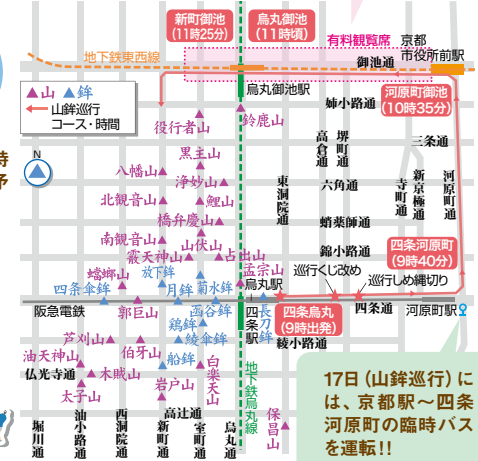 新町御池
(11時25分)
烏丸御池
(11時頃)
有料観覧席
京都
市役所前駅
地下鉄東西線
御池通
▲山 ▲鉾
山鉾巡行
コース・時間
烏丸御池駅
河原町御池
(10時35分)
姉小路通
鈴鹿山
役行者山
高倉通
堺町通
三条通
N
時
予
黒主山
八幡山
浄妙山
東洞院通
六角通
寺町通
新京極通
河原町通
北観音山
鯉山
橋弁慶山
蛸薬師通
南観音山
山伏山
錦小路通
四条河原町
(9時40分)
霰天神山
占出山
蟷螂山
放下鉾
孟宗山
巡行くじ改め
四条傘鉾
月鉾
菊水鉾
烏丸駅
巡行しめ縄切り
阪急電鉄
郭巨山
函谷鉾
四条駅
長刀鉾
四条烏丸
(9時出発)
四条通
河原町駅
鶏鉾
綾小路通
芦刈山
伯牙山
綾傘鉾
油天神山
船鉾
仏光寺通
木賊山
白楽天山
地下鉄烏丸線
岩戸山
太子山
保昌山
高辻通
堀川通
油小路通
西洞院通
新町通
室町通
烏丸通
17日(山鉾巡行)に
は、京都駅～四条
河原町の臨時バス
を運転!!